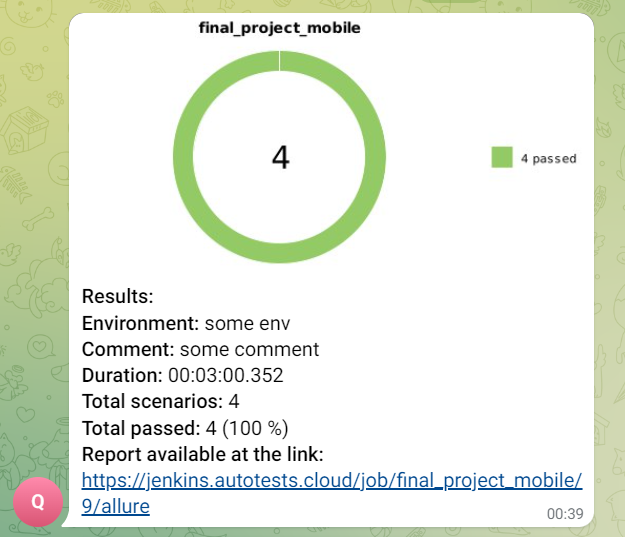 final_project_mobile
4
4 passed
Results:
Environment: some env
Comment: some comment
Duration: 00:03:00.352
Total scenarios: 4
Total passed: 4 (100 %)
Report available at the link:
https://jenkins.autotests.cloud/job/final_project_mobile/
9/allure
Q
00:39